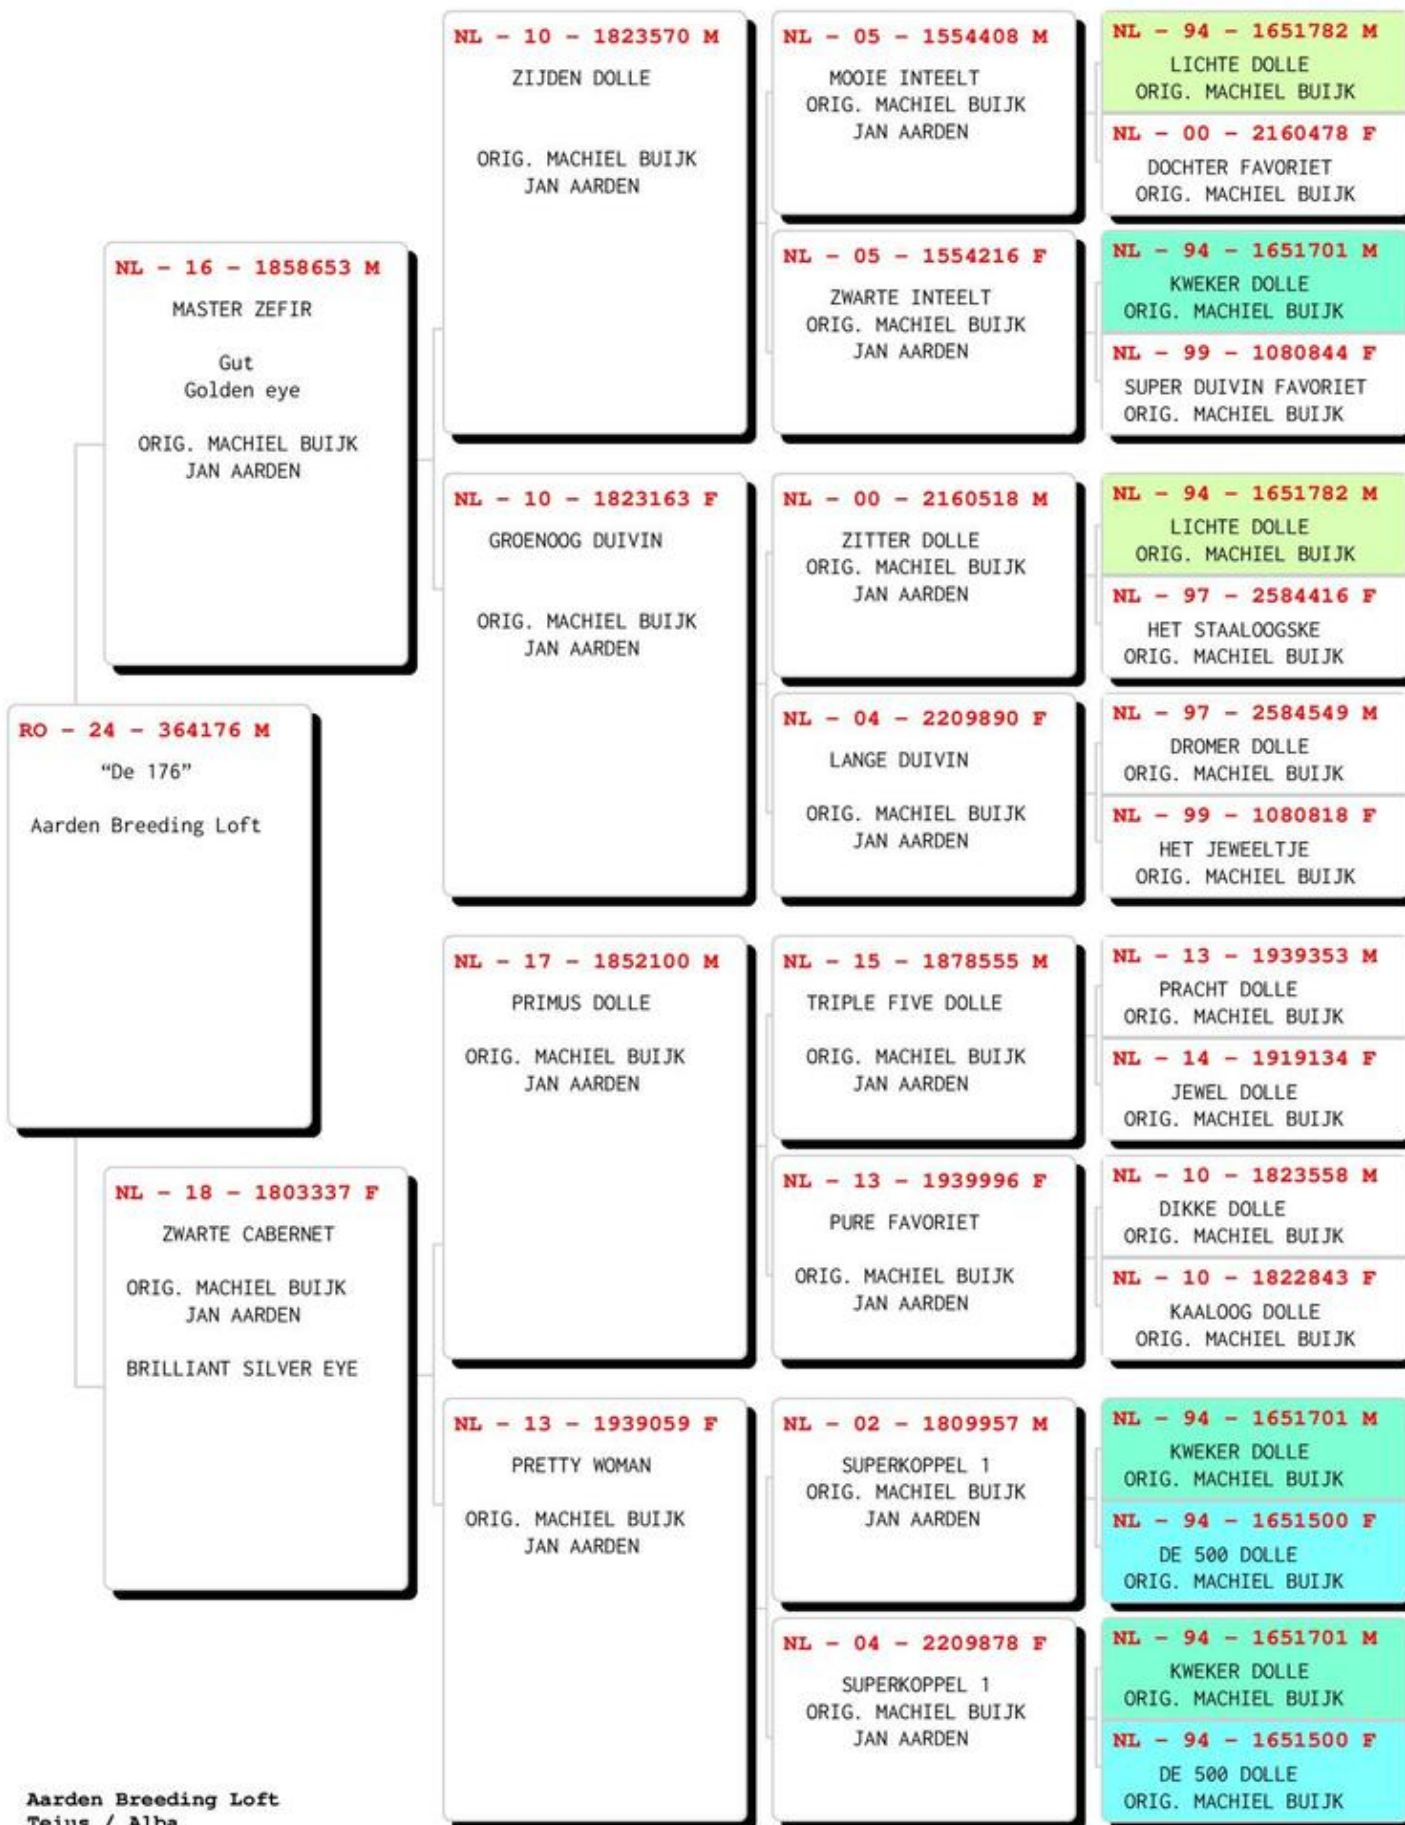 RO - 24 - 364176 M
“De 176”
Aarden Breeding Loft
NL - 16 - 1858653 M
MASTER ZEFIR
Gut
Golden eye
ORIG. MACHIEL BUIJK
JAN AARDEN
NL - 18 - 1803337 F
ZWARTE CABERNET
ORIG. MACHIEL BUIJK
JAN AARDEN
BRILLIANT SILVER EYE
NL - 10 - 1823570 M
ZIJDEN DOLLE
ORIG. MACHIEL BUIJK
JAN AARDEN
NL - 10 - 1823163 F
GROENOOG DUIVIN
ORIG. MACHIEL BUIJK
JAN AARDEN
NL - 17 - 1852100 M
PRIMUS DOLLE
ORIG. MACHIEL BUIJK
JAN AARDEN
NL - 13 - 1939059 F
PRETTY WOMAN
ORIG. MACHIEL BUIJK
JAN AARDEN
NL - 05 - 1554408 M
MOOIE INTEELT
ORIG. MACHIEL BUIJK
JAN AARDEN
NL - 05 - 1554216 F
ZWARTE INTEELT
ORIG. MACHIEL BUIJK
JAN AARDEN
NL - 00 - 2160518 M
ZITTER DOLLE
ORIG. MACHIEL BUIJK
JAN AARDEN
NL - 04 - 2209890 F
LANGE DUIVIN
ORIG. MACHIEL BUIJK
JAN AARDEN
NL - 15 - 1878555 M
TRIPLE FIVE DOLLE
ORIG. MACHIEL BUIJK
JAN AARDEN
NL - 13 - 1939996 F
PURE FAVORIET
ORIG. MACHIEL BUIJK
JAN AARDEN
NL - 02 - 1809957 M
SUPERKOPPEL 1
ORIG. MACHIEL BUIJK
JAN AARDEN
NL - 04 - 2209878 F
SUPERKOPPEL 1
ORIG. MACHIEL BUIJK
JAN AARDEN
NL - 94 - 1651782 M
LICHTE DOLLE
ORIG. MACHIEL BUIJK
NL - 00 - 2160478 F
DOCHTER FAVORIET
ORIG. MACHIEL BUIJK
NL - 94 - 1651701 M
KWEKER DOLLE
ORIG. MACHIEL BUIJK
NL - 99 - 1080844 F
SUPER DUIVIN FAVORIET
ORIG. MACHIEL BUIJK
NL - 94 - 1651782 M
LICHTE DOLLE
ORIG. MACHIEL BUIJK
NL - 97 - 2584416 F
HET STAALOOGSKE
ORIG. MACHIEL BUIJK
NL - 97 - 2584549 M
DROMER DOLLE
ORIG. MACHIEL BUIJK
NL - 99 - 1080818 F
HET JEWEELTJE
ORIG. MACHIEL BUIJK
NL - 13 - 1939353 M
PRACHT DOLLE
ORIG. MACHIEL BUIJK
NL - 14 - 1919134 F
JEWEL DOLLE
ORIG. MACHIEL BUIJK
NL - 10 - 1823558 M
DIKKE DOLLE
ORIG. MACHIEL BUIJK
NL - 10 - 1822843 F
KAALOOG DOLLE
ORIG. MACHIEL BUIJK
NL - 94 - 1651701 M
KWEKER DOLLE
ORIG. MACHIEL BUIJK
NL - 94 - 1651500 F
DE 500 DOLLE
ORIG. MACHIEL BUIJK
NL - 94 - 1651701 M
KWEKER DOLLE
ORIG. MACHIEL BUIJK
NL - 94 - 1651500 F
DE 500 DOLLE
ORIG. MACHIEL BUIJK
Aarden Breeding Loft
Teius / Alba